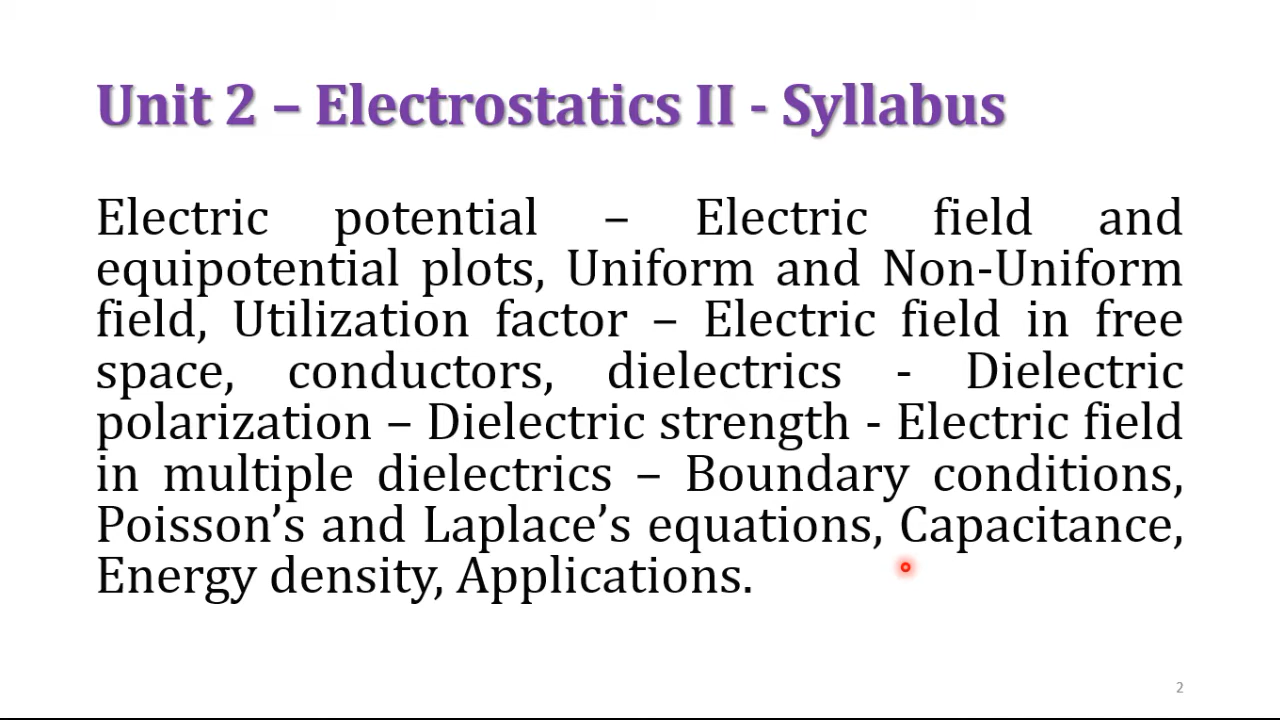 Unit 2 – Electrostatics II - Syllabus
Electric potential – Electric field and
equipotential plots, Uniform and Non-Uniform
field, Utilization factor – Electric field in free
space, conductors, dielectrics - Dielectric
polarization – Dielectric strength - Electric field
in multiple dielectrics – Boundary conditions,
Poisson’s and Laplace’s equations, Capacitance,
Energy density, Applications.
2